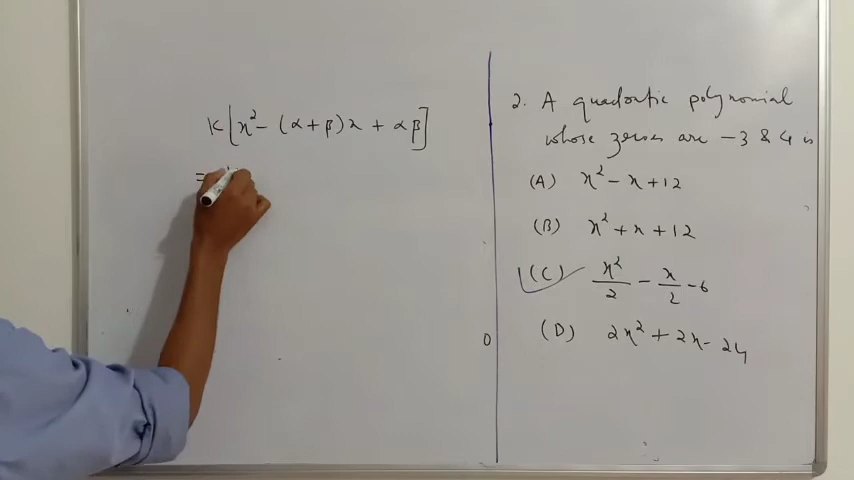 K[x² - (α + β)x + αβ]
=
2. A quadratic polynomial
whose zeroes are -3 & 4 is
(A) x² - x + 12
(B) x² + x + 12
(C) x²/2 - x/2 - 6
(D) 2x² + 2x - 24